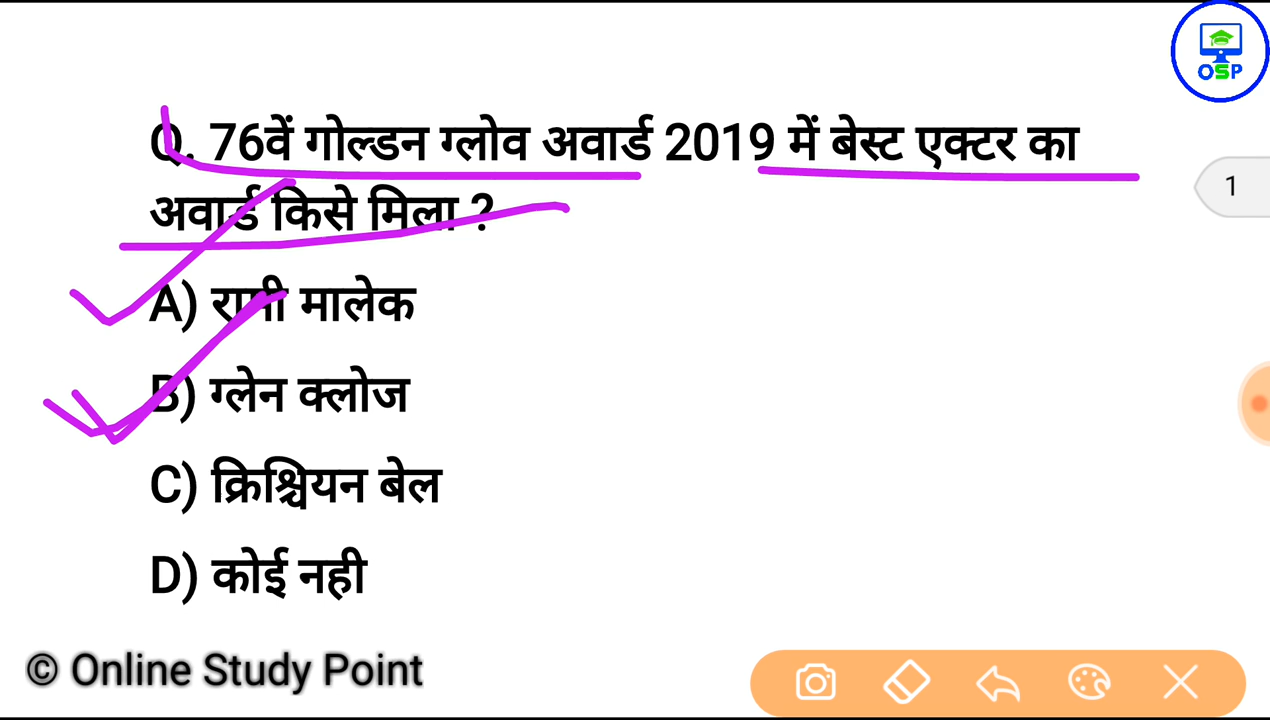 OSP
Q. 76वें गोल्डन ग्लोव अवार्ड 2019 में बेस्ट एक्टर का
अवार्ड किसे मिला ?
1
A) रामी मालेक
B) ग्लेन क्लोज
C) क्रिश्चियन बेल
D) कोई नही
© Online Study Point